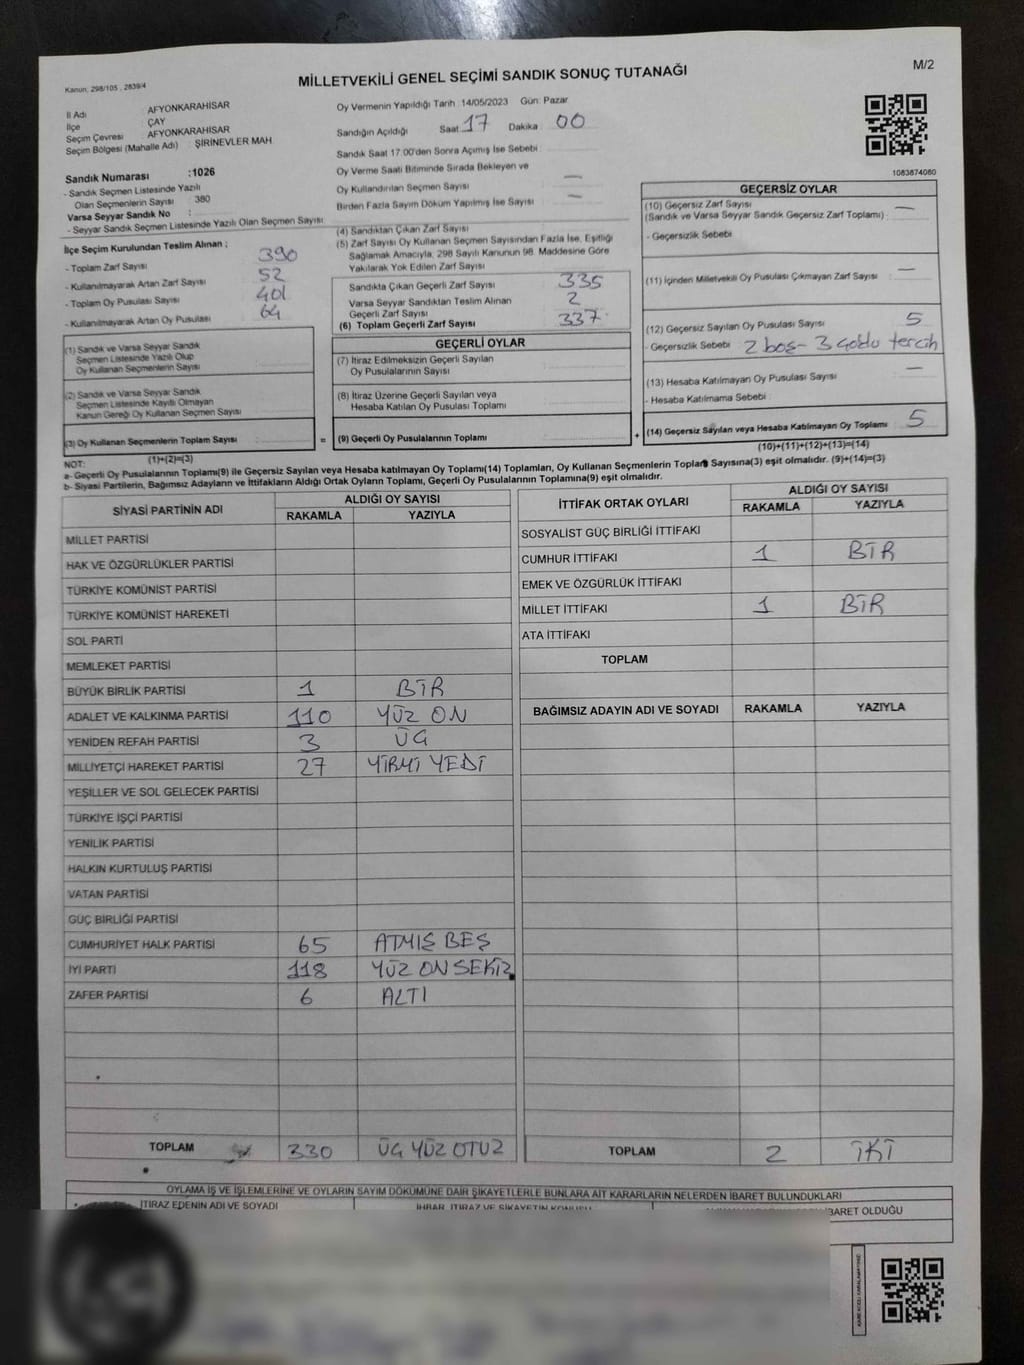 Kanun, 298/105 , 2839/4
MİLLETVEKİLİ GENEL SEÇİMİ SANDIK SONUÇ TUTANAĞI
M/2
İl Adı : AFYONKARAHİSAR
İlçe : ÇAY
Seçim Çevresi : AFYONKARAHİSAR
Seçim Bölgesi (Mahalle Adı) : ŞİRİNEVLER MAH
Oy Vermenin Yapıldığı Tarih :14/05/2023 Gün: Pazar
Sandığın Açıldığı Saat : 17 Dakika : 00
Sandık Saat 17:00'den Sonra Açımış İse Sebebi :
Oy Verme Saati Bitiminde Sırada Bekleyen ve
Oy Kullandırılan Seçmen Sayısı : —
Birden Fazla Sayım Döküm Yapılmış İse Sayısı : —
1083874060
Sandık Numarası :1026
- Sandık Seçmen Listesinde Yazılı
Olan Seçmenlerin Sayısı : 380
Varsa Seyyar Sandık No :
- Seyyar Sandık Seçmen Listesinde Yazılı Olan Seçmen Sayısı:
İlçe Seçim Kurulundan Teslim Alınan ;
- Toplam Zarf Sayısı : 390
- Kullanılmayarak Artan Zarf Sayısı : 52
- Toplam Oy Pusulası Sayısı : 401
- Kullanılmayarak Artan Oy Pusulası : 64
(1) Sandık ve Varsa Seyyar Sandık
Seçmen Listesinde Yazılı Olup
Oy Kullanan Seçmenlerin Sayısı :
(2) Sandık ve Varsa Seyyar Sandık
Seçmen Listesinde Kayıtlı Olmayan
Kanun Gereği Oy Kullanan Seçmen Sayısı :
(3) Oy Kullanan Seçmenlerin Toplam Sayısı :
(1)+(2)=(3)
(4) Sandıktan Çıkan Zarf Sayısı :
(5) Zarf Sayısı Oy Kullanan Seçmen Sayısından Fazla İse, Eşitliği
Sağlamak Amacıyla, 298 Sayılı Kanunun 98. Maddesine Göre
Yakılarak Yok Edilen Zarf Sayısı :
Sandıkta Çıkan Geçerli Zarf Sayısı : 335
Varsa Seyyar Sandıktan Teslim Alınan
Geçerli Zarf Sayısı : 2
(6) Toplam Geçerli Zarf Sayısı : 337
GEÇERLİ OYLAR
(7) İtiraz Edilmeksizin Geçerli Sayılan
Oy Pusulalarının Sayısı :
(8) İtiraz Üzerine Geçerli Sayılan veya
Hesaba Katılan Oy Pusulası Toplamı :
= (9) Geçerli Oy Pusulalarının Toplamı : +
GEÇERSİZ OYLAR
(10) Geçersiz Zarf Sayısı
(Sandık ve Varsa Seyyar Sandık Geçersiz Zarf Toplamı) : —
- Geçersizlik Sebebi :
(11) İçinden Milletvekili Oy Pusulası Çıkmayan Zarf Sayısı : —
(12) Geçersiz Sayılan Oy Pusulası Sayısı : 5
- Geçersizlik Sebebi : 2 boş - 3 çoklu tercih
(13) Hesaba Katılmayan Oy Pusulası Sayısı : —
- Hesaba Katılmama Sebebi :
(14) Geçersiz Sayılan veya Hesaba Katılmayan Oy Toplamı : 5
(10)+(11)+(12)+(13)=(14)
NOT:
a- Geçerli Oy Pusulalarının Toplamı(9) ile Geçersiz Sayılan veya Hesaba katılmayan Oy Toplamı(14) Toplamları, Oy Kullanan Seçmenlerin Toplam Sayısına(3) eşit olmalıdır. (9)+(14)=(3)
b- Siyasi Partilerin, Bağımsız Adayların ve İttifakların Aldığı Ortak Oyların Toplamı, Geçerli Oy Pusulalarının Toplamına(9) eşit olmalıdır.
SİYASİ PARTİNİN ADI ALDIĞI OY SAYISI
RAKAMLA YAZIYLA
MİLLET PARTİSİ
HAK VE ÖZGÜRLÜKLER PARTİSİ
TÜRKİYE KOMÜNİST PARTİSİ
TÜRKİYE KOMÜNİST HAREKETİ
SOL PARTİ
MEMLEKET PARTİSİ
BÜYÜK BİRLİK PARTİSİ 1 BİR
ADALET VE KALKINMA PARTİSİ 110 YÜZ ON
YENİDEN REFAH PARTİSİ 3 ÜÇ
MİLLİYETÇİ HAREKET PARTİSİ 27 YİRMİ YEDİ
YEŞİLLER VE SOL GELECEK PARTİSİ
TÜRKİYE İŞÇİ PARTİSİ
YENİLİK PARTİSİ
HALKIN KURTULUŞ PARTİSİ
VATAN PARTİSİ
GÜÇ BİRLİĞİ PARTİSİ
CUMHURİYET HALK PARTİSİ 65 ATMIŞ BEŞ
İYİ PARTİ 118 YÜZ ON SEKİZ
ZAFER PARTİSİ 6 ALTI
TOPLAM 330 ÜÇ YÜZ OTUZ
İTTİFAK ORTAK OYLARI ALDIĞI OY SAYISI
RAKAMLA YAZIYLA
SOSYALİST GÜÇ BİRLİĞİ İTTİFAKI
CUMHUR İTTİFAKI 1 BİR
EMEK VE ÖZGÜRLÜK İTTİFAKI
MİLLET İTTİFAKI 1 BİR
ATA İTTİFAKI
TOPLAM
BAĞIMSIZ ADAYIN ADI VE SOYADI RAKAMLA YAZIYLA
TOPLAM 2 İKİ
OYLAMA İŞ VE İŞLEMLERİNE VE OYLARIN SAYIM DÖKÜMÜNE DAİR ŞİKAYETLERLE BUNLARA AİT KARARLARIN NELERDEN İBARET BULUNDUKLARI
İTİRAZ EDENİN ADI VE SOYADI İHBAR, İTİRAZ VE ŞİKAYETİN KONUSU İBARET OLDUĞU